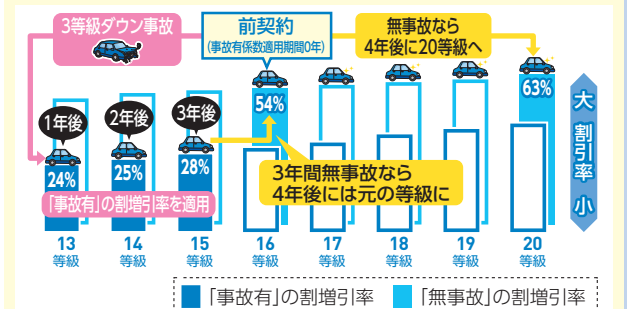 3等級ダウン事故
前契約
(事故有係数適用期間0年)
無事故なら
4年後に20等級へ
1年後
2年後
3年後
24%
25%
28%
54%
63%
「事故有」の割増引率を適用
3年間無事故なら
4年後には元の等級に
大 割引率 小
13
等級
14
等級
15
等級
16
等級
17
等級
18
等級
19
等級
20
等級
「事故有」の割増引率
「無事故」の割増引率